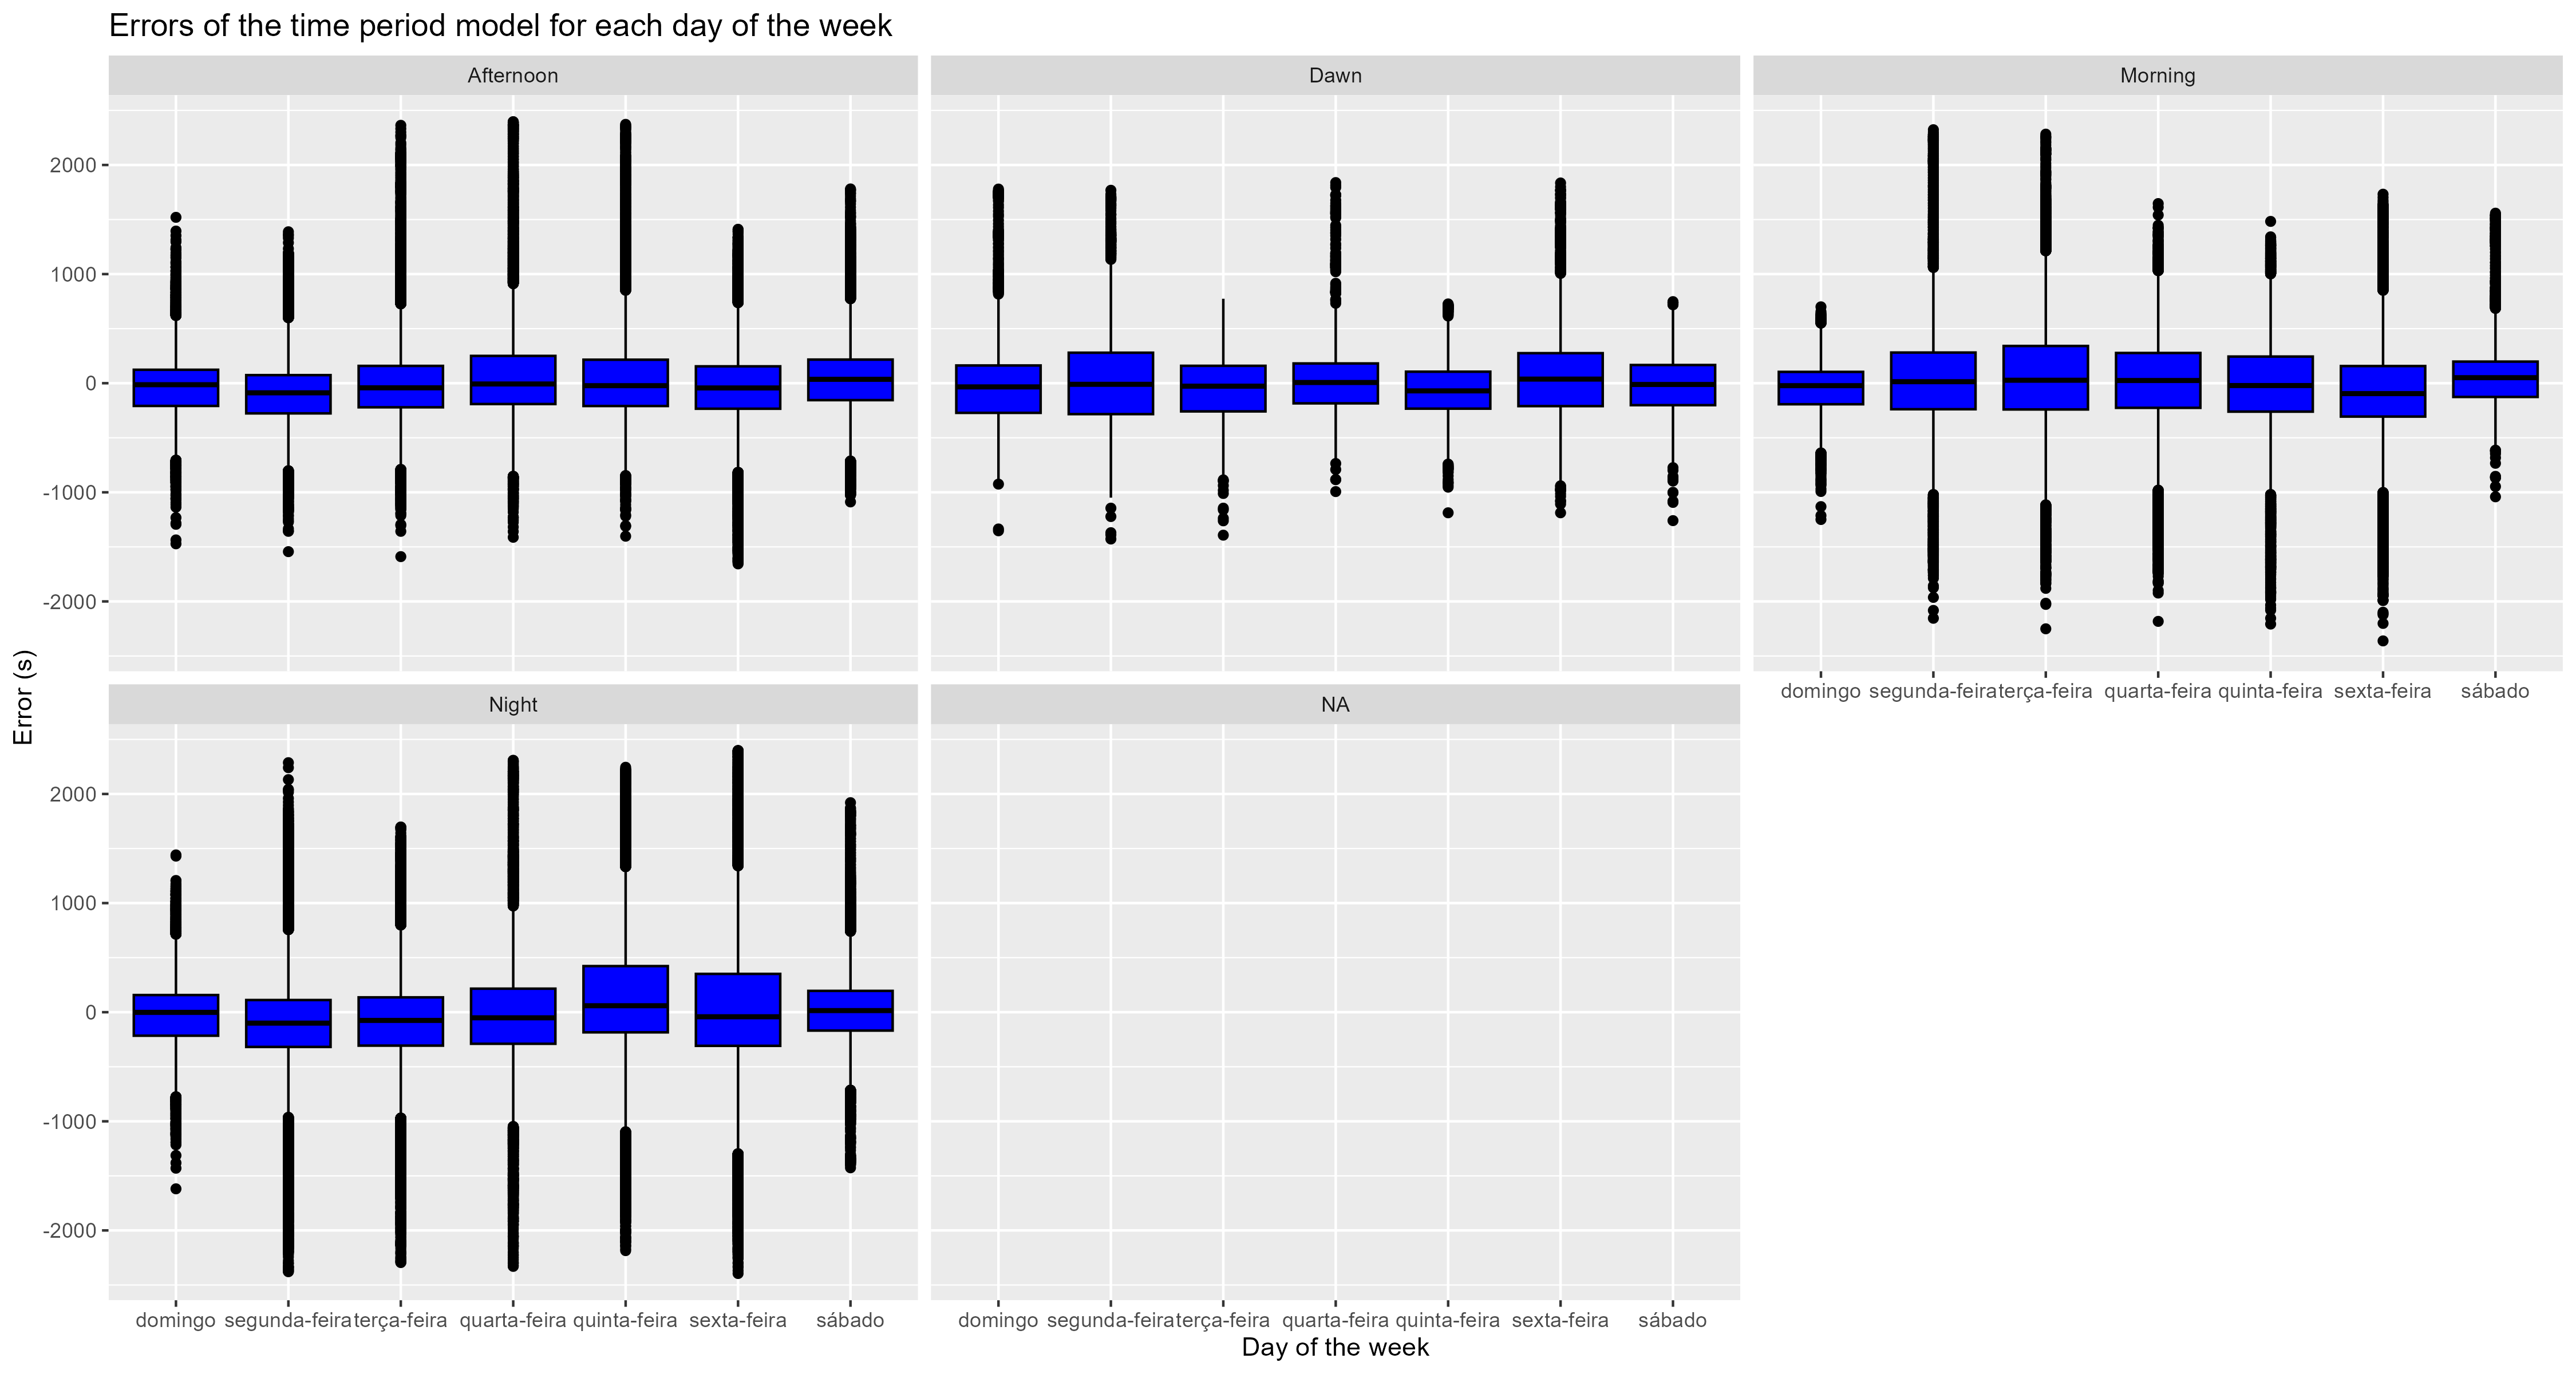 Errors of the time period model for each day of the week
Afternoon
Dawn
Morning
2000
1000
0
-1000
-2000
domingo segunda-feira terça-feira quarta-feira quinta-feira sexta-feira sábado
Night
NA
2000
1000
0
-1000
-2000
domingo segunda-feira terça-feira quarta-feira quinta-feira sexta-feira sábado
domingo segunda-feira terça-feira quarta-feira quinta-feira sexta-feira sábado
Error (s)
Day of the week